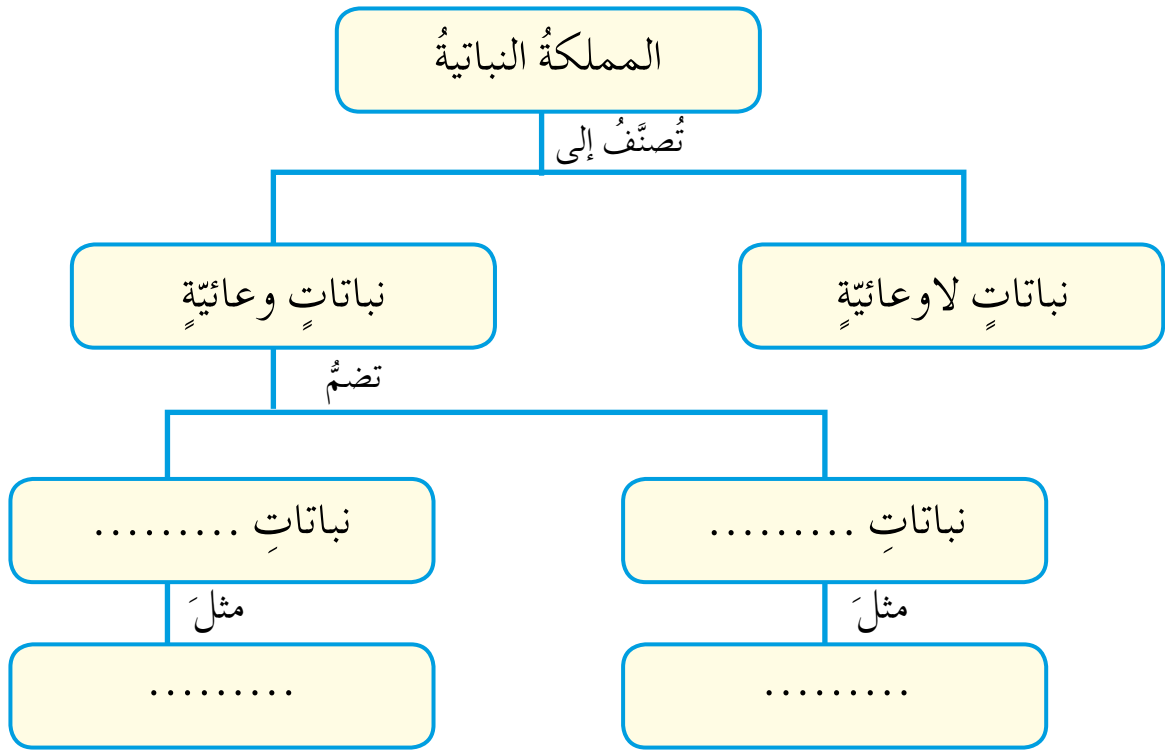 المملكةُ النباتيةُ
تُصنَّفُ إلى
نباتاتٍ لاوعائيّةٍ
نباتاتٍ وعائيّةٍ
تضمُّ
نباتاتِ .........
نباتاتِ .........
مثلَ
مثلَ
.........
.........